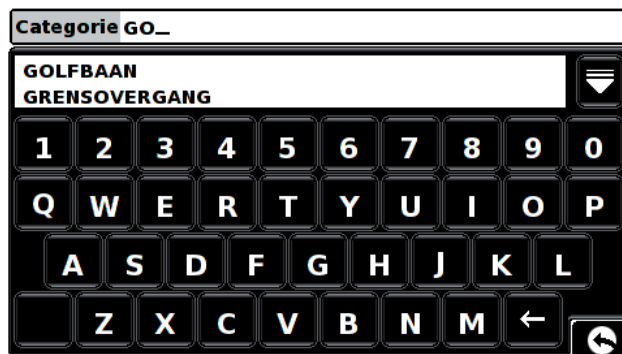 Categorie GO_
GOLFBAAN
GRENSOVERGANG
1 2 3 4 5 6 7 8 9 0
Q W E R T Y U I O P
A S D F G H J K L
Z X C V B N M ←